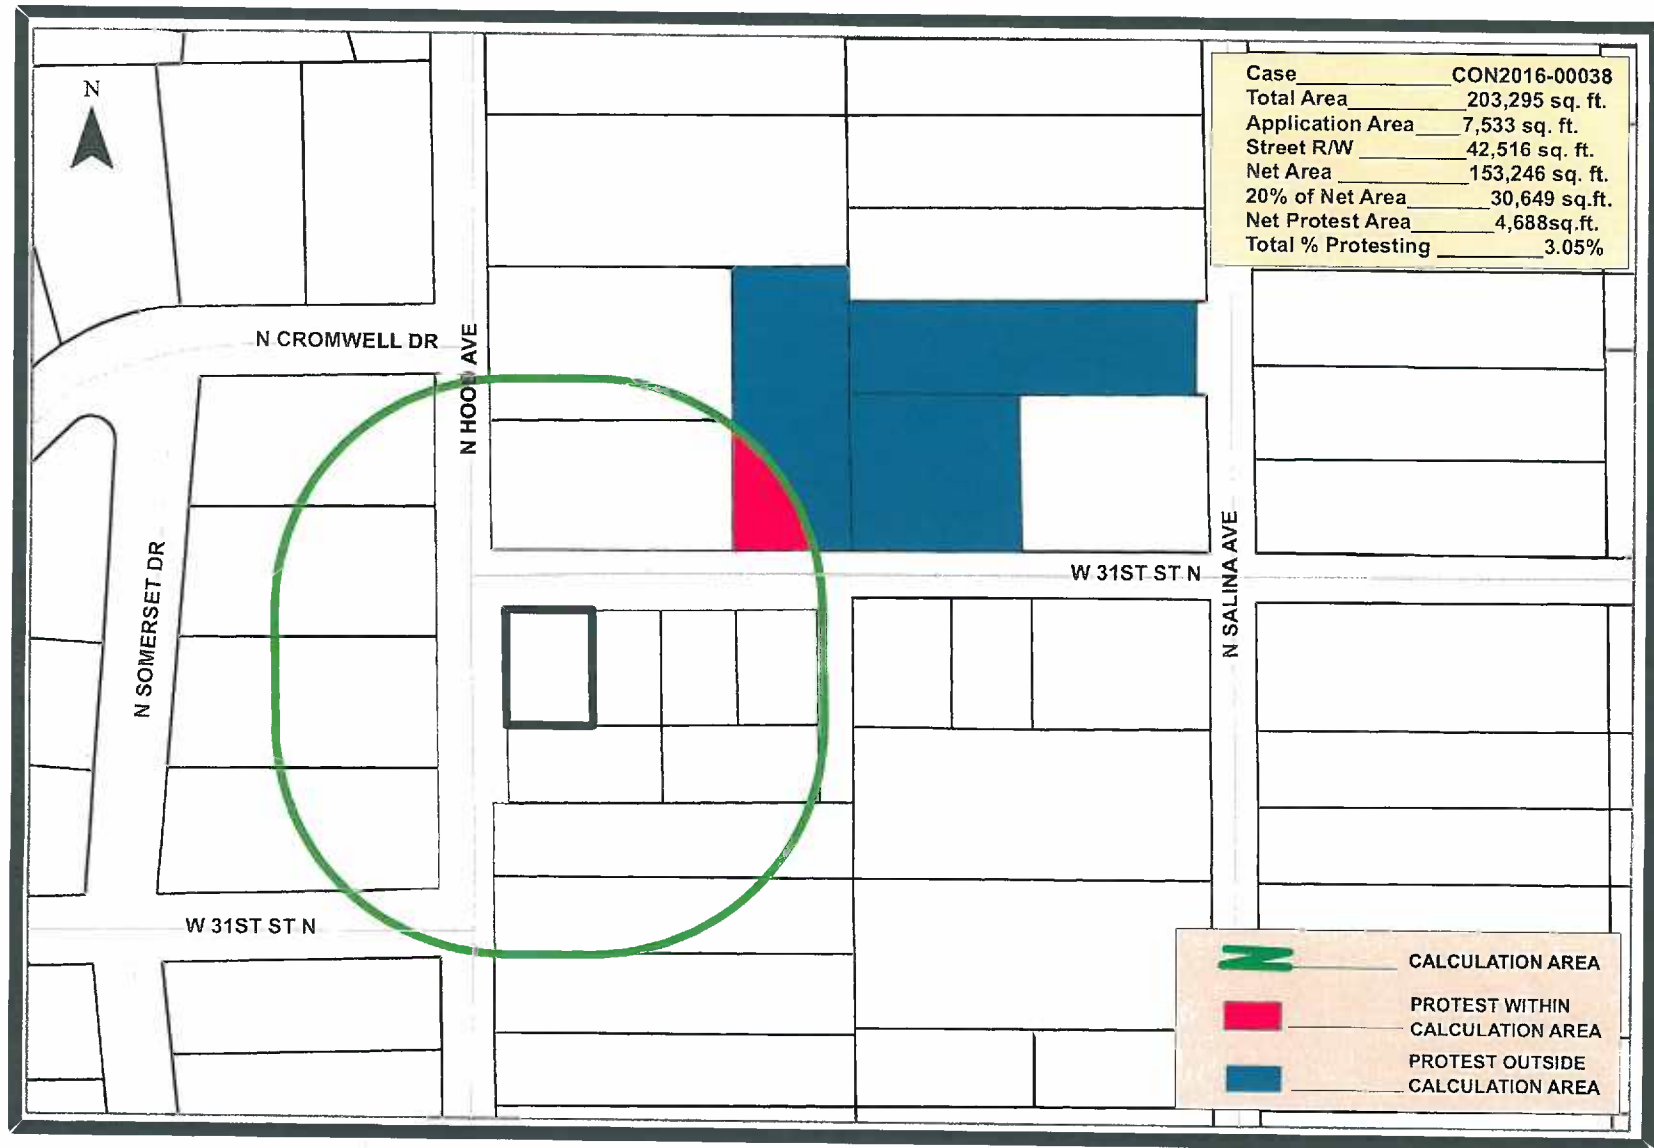 N
Case CON2016-00038
Total Area 203,295 sq. ft.
Application Area 7,533 sq. ft.
Street R/W 42,516 sq. ft.
Net Area 153,246 sq. ft.
20% of Net Area 30,649 sq.ft.
Net Protest Area 4,688sq.ft.
Total % Protesting 3.05%
N CROMWELL DR
N HOOD AVE
N SOMERSET DR
W 31ST ST N
N SALINA AVE
W 31ST ST N
CALCULATION AREA
PROTEST WITHIN
CALCULATION AREA
PROTEST OUTSIDE
CALCULATION AREA